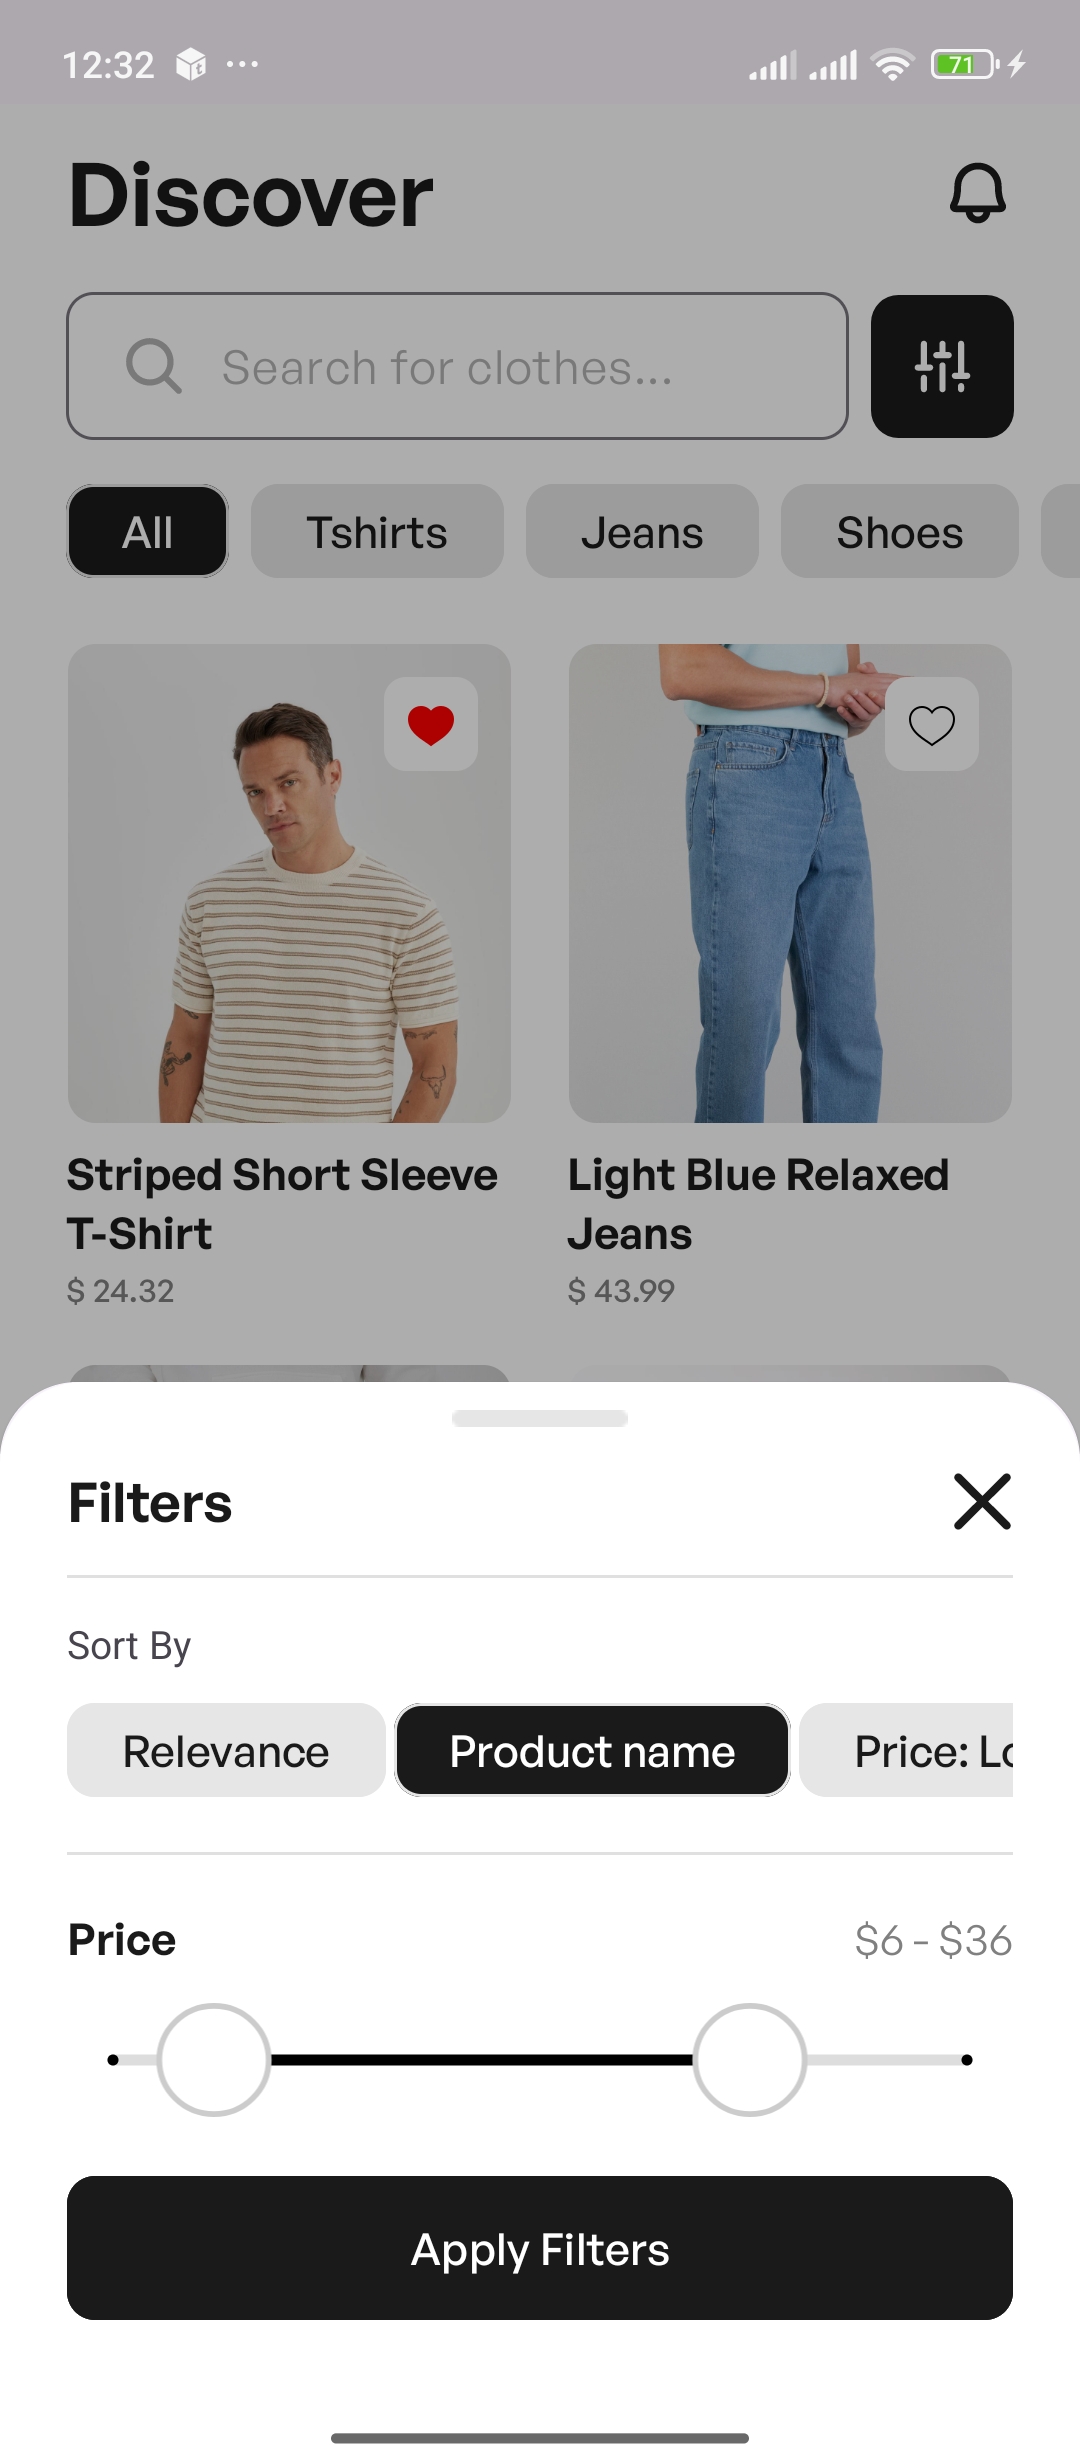 12:32
71
Discover
Search for clothes...
All
Tshirts
Jeans
Shoes
Striped Short Sleeve
T-Shirt
$ 24.32
Light Blue Relaxed
Jeans
$ 43.99
Filters
Sort By
Relevance
Product name
Price: Lo
Price
$6 - $36
Apply Filters